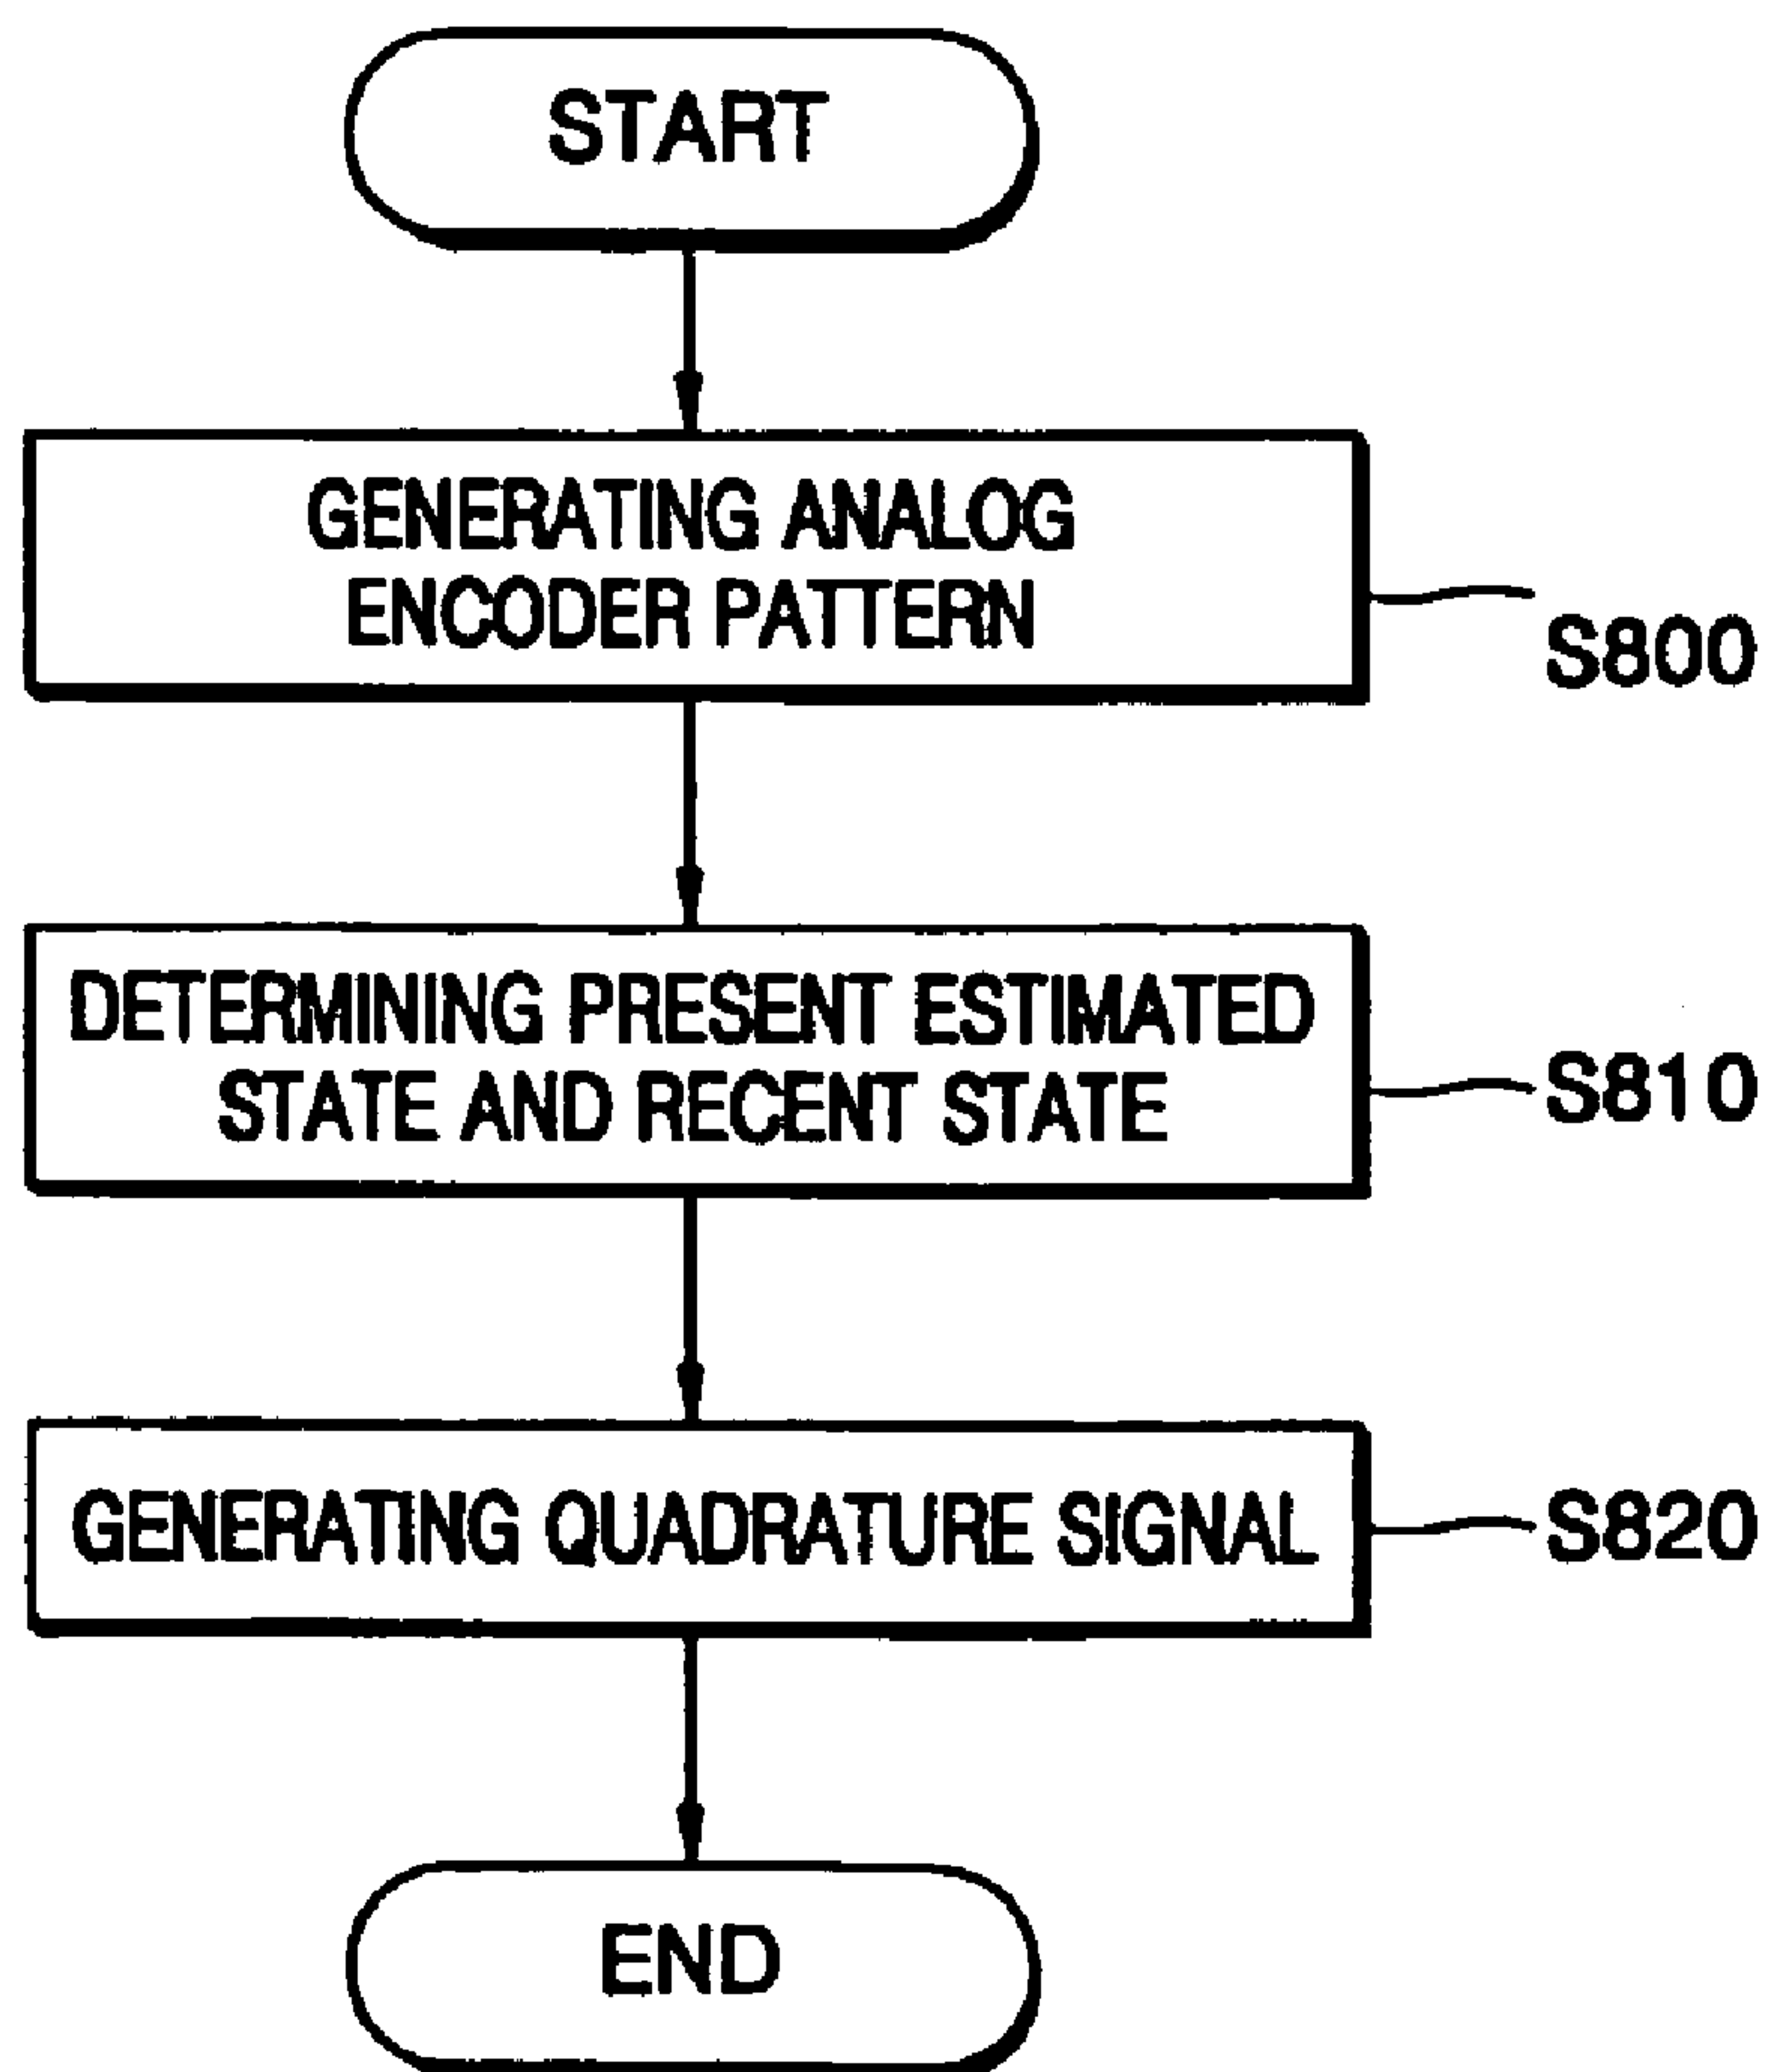 START
GENERATING ANALOG
ENCODER PATTERN
S800
DETERMINING PRESENT ESTIMATED
STATE AND RECENT STATE
S810
GENERATING QUADRATURE SIGNAL
S820
END